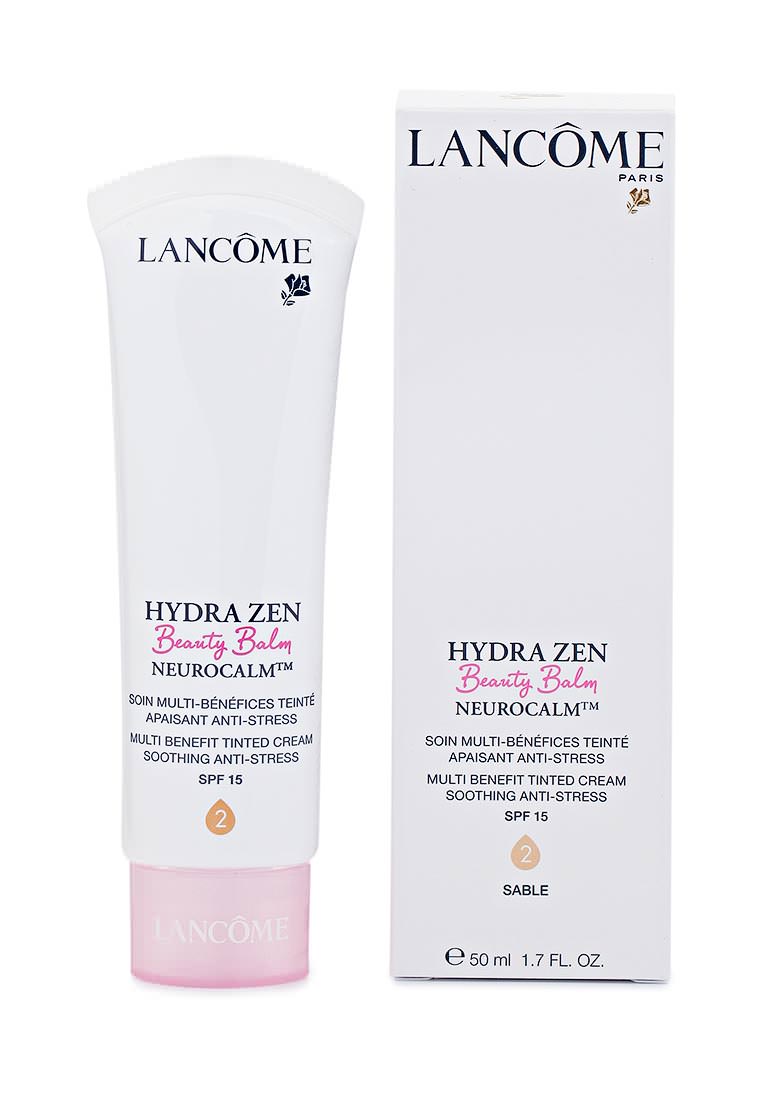 LANCÔME
HYDRA ZEN
Beauty Balm
NEUROCALM™
SOIN MULTI-BÉNÉFICES TEINTÉ
APAISANT ANTI-STRESS
MULTI BENEFIT TINTED CREAM
SOOTHING ANTI-STRESS
SPF 15
2
LANCÔME
LANCÔME
PARIS
HYDRA ZEN
Beauty Balm
NEUROCALM™
SOIN MULTI-BÉNÉFICES TEINTÉ
APAISANT ANTI-STRESS
MULTI BENEFIT TINTED CREAM
SOOTHING ANTI-STRESS
SPF 15
2
SABLE
℮ 50 ml 1.7 FL. OZ.